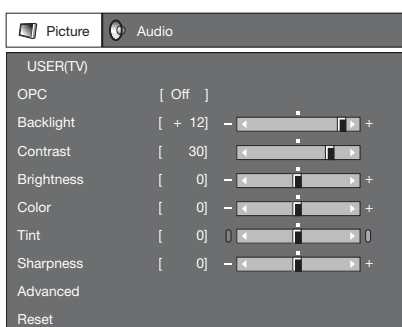 Picture Audio
USER(TV)
OPC [ Off ]
Backlight [ + 12] – +
Contrast [ 30]
Brightness [ 0] – +
Color [ 0] – +
Tint [ 0]
Sharpness [ 0] – +
Advanced
Reset